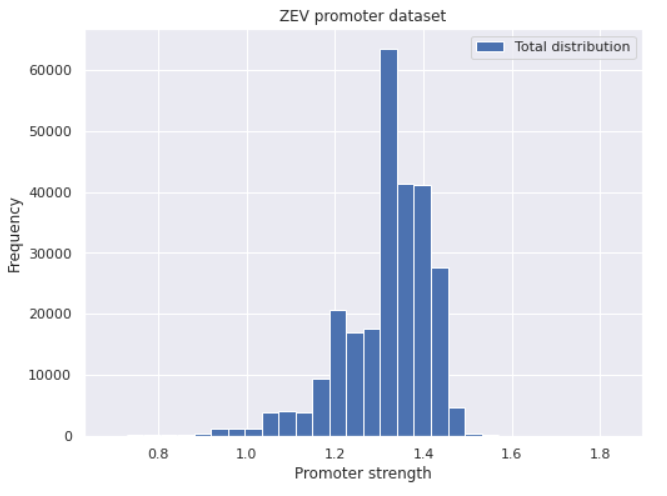 ZEV promoter dataset
Total distribution
60000
50000
40000
30000
20000
10000
0
Frequency
0.8 1.0 1.2 1.4 1.6 1.8
Promoter strength